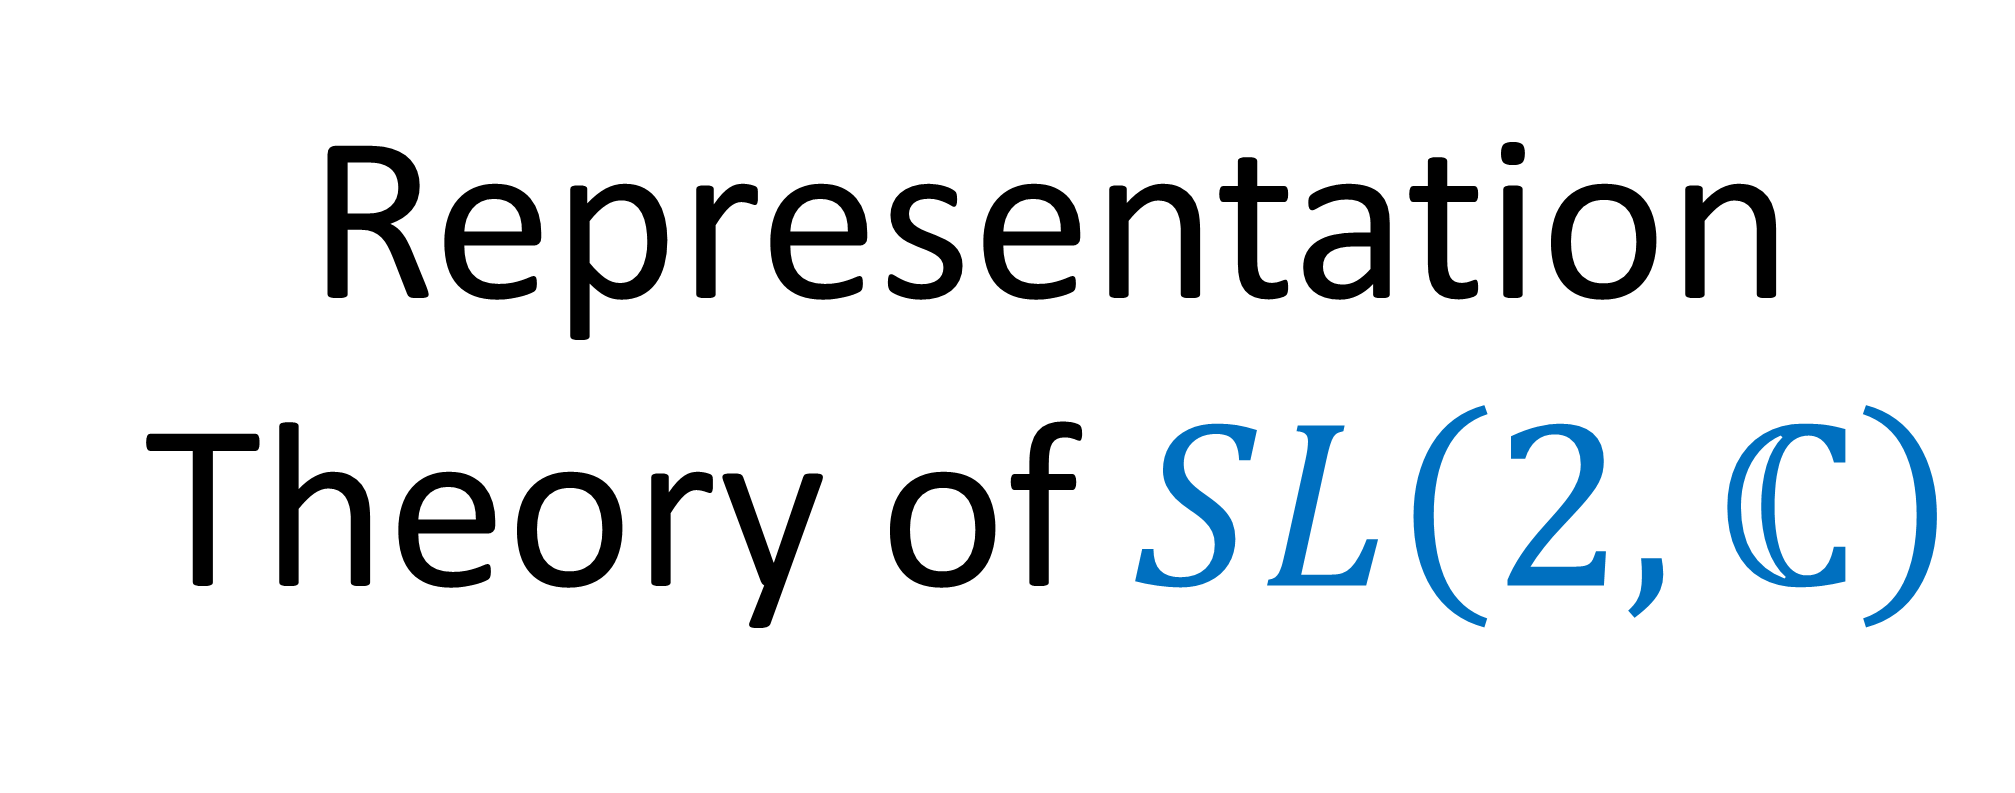 Representation
Theory of 𝑆𝐿(2, ℂ)